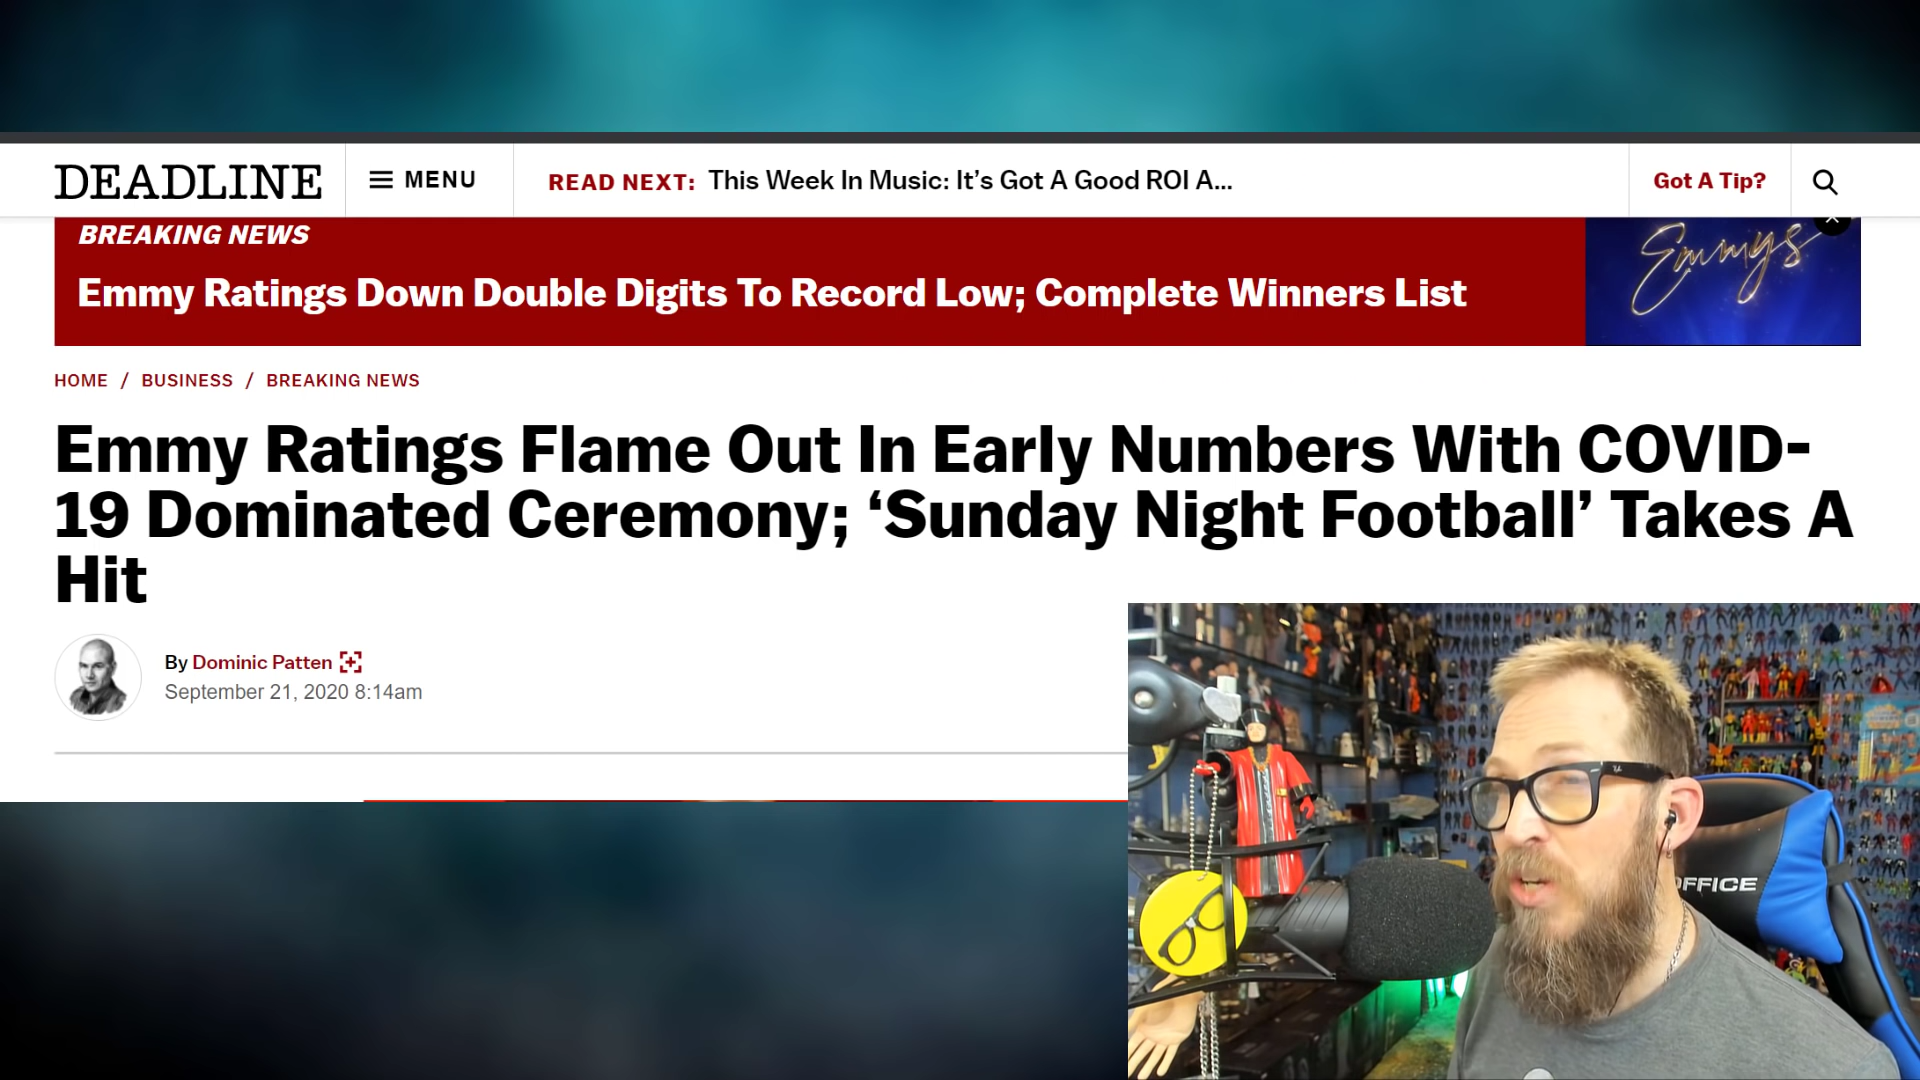 DEADLINE
MENU
READ NEXT: This Week In Music: It’s Got A Good ROI A...
Got A Tip?
BREAKING NEWS
Emmy Ratings Down Double Digits To Record Low; Complete Winners List
Emmys
HOME / BUSINESS / BREAKING NEWS
Emmy Ratings Flame Out In Early Numbers With COVID-
19 Dominated Ceremony; ‘Sunday Night Football’ Takes A
Hit
By Dominic Patten
September 21, 2020 8:14am
OFFICE